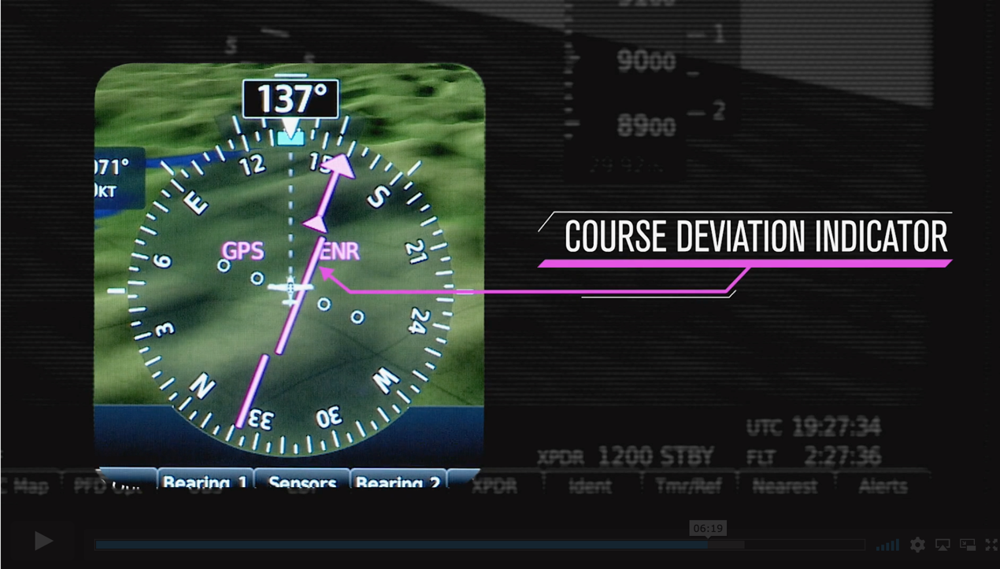 1
9000
2
8900
137°
12
15
071°
0KT
E
S
GPS
ENR
6
21
3
24
N
W
33
30
COURSE DEVIATION INDICATOR
UTC 19:27:34
XPDR 1200 STBY
FLT 2:27:36
Map
PFD Opt
Bearing 1
Sensors
Bearing 2
XPDR
Ident
Tmr/Ref
Nearest
Alerts
06:19